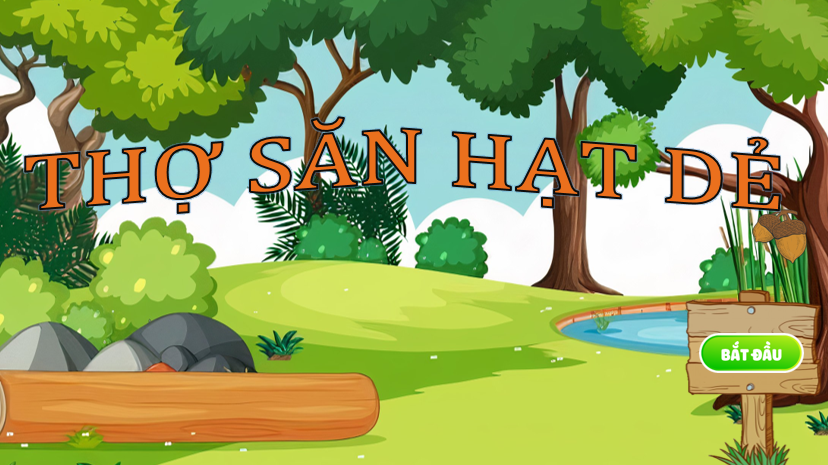 THỢ SĂN HẠT DẺ
BẮT ĐẦU